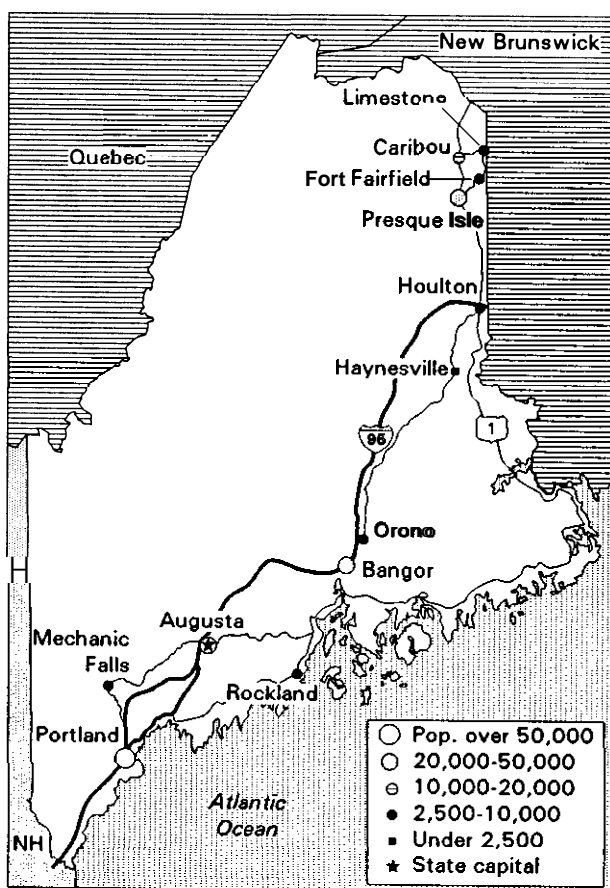 New Brunswick
Limestone
Quebec
Caribou
Fort Fairfield
Presque Isle
Houlton
Haynesville
1
95
Orono
Bangor
Augusta
Mechanic
Falls
Rockland
Portland
Atlantic
Ocean
NH
Pop. over 50,000
20,000-50,000
10,000-20,000
2,500-10,000
Under 2,500
State capital